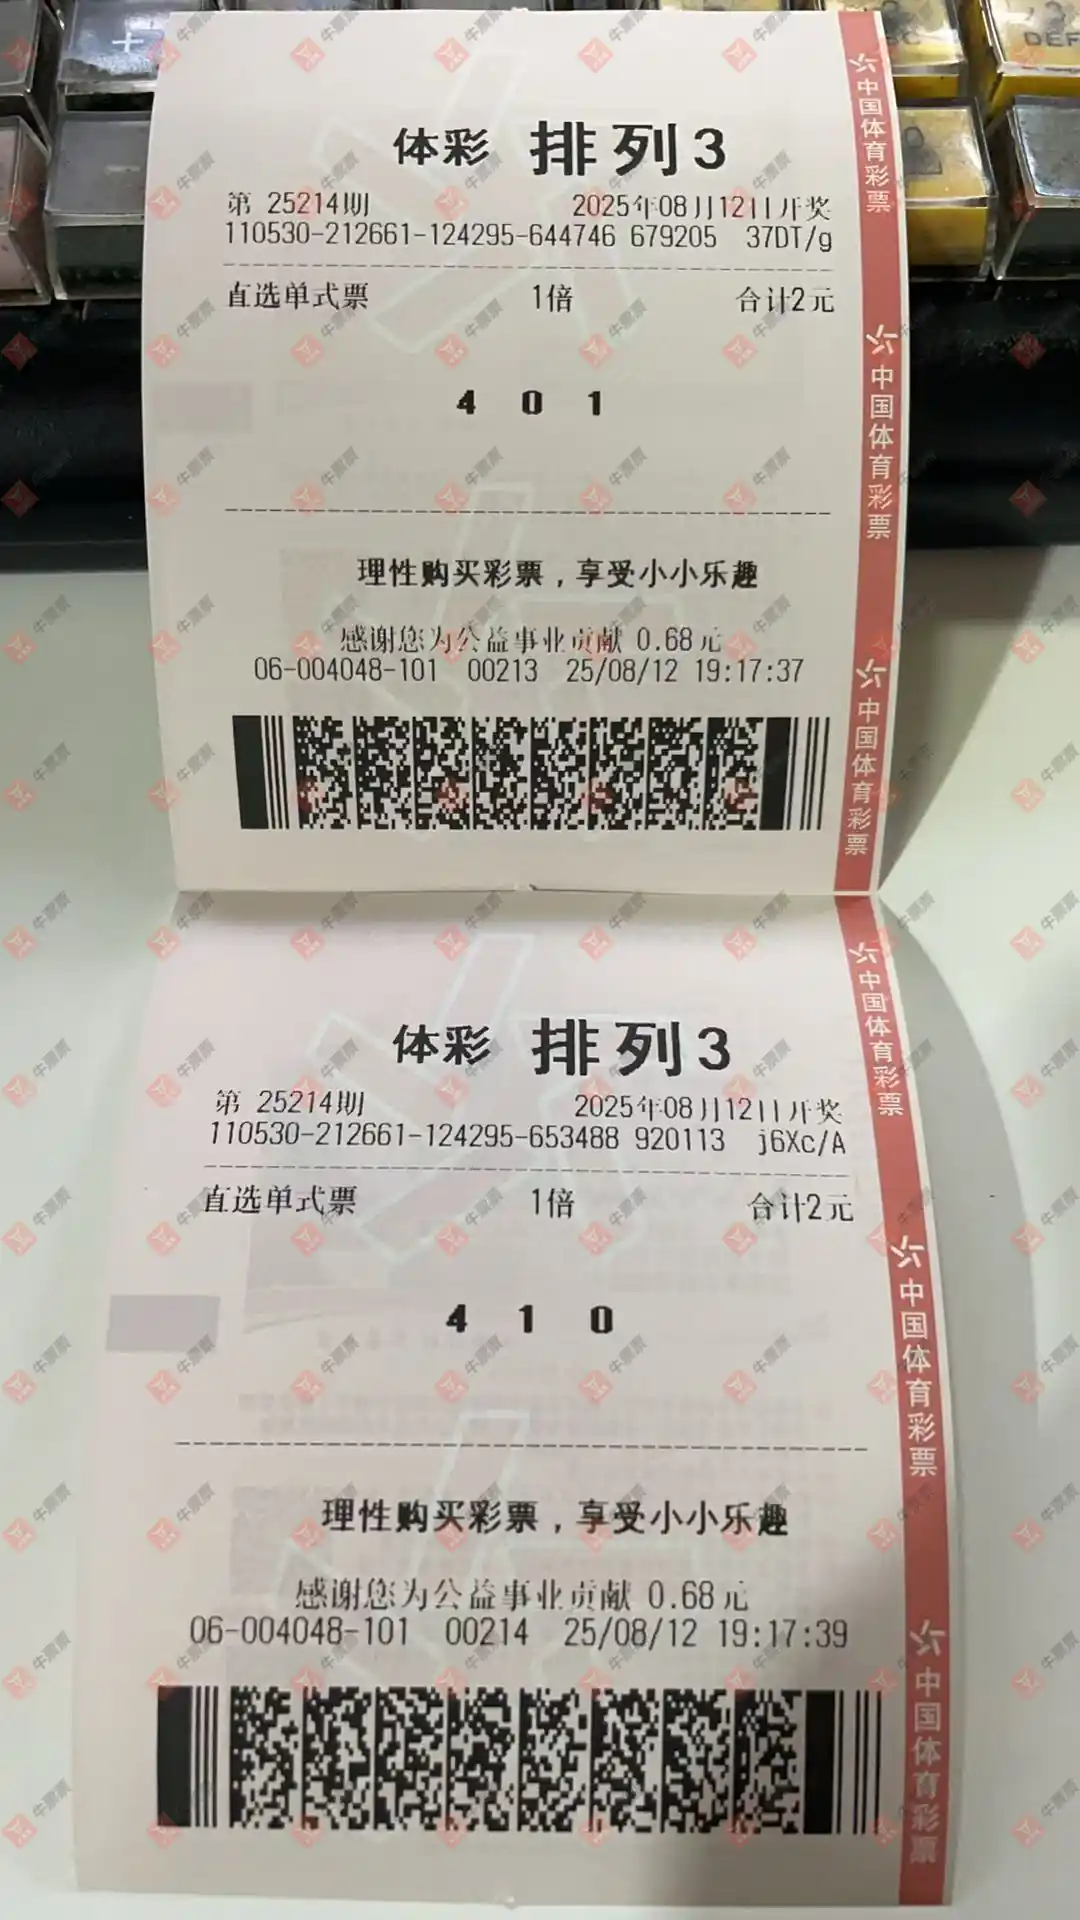 体彩 排列3
第 25214期 2025年08月12日开奖
110530-212661-124295-644746 679205 37DT/g
直选单式票 1倍 合计2元
4 0 1
理性购买彩票，享受小小乐趣
感谢您为公益事业贡献 0.68元
06-004048-101 00213 25/08/12 19:17:37
中国体育彩票
中国体育彩票
中国体育彩票
体彩 排列3
第 25214期 2025年08月12日开奖
110530-212661-124295-653488 920113 j6Xc/A
直选单式票 1倍 合计2元
4 1 0
理性购买彩票，享受小小乐趣
感谢您为公益事业贡献 0.68元
06-004048-101 00214 25/08/12 19:17:39
中国体育彩票
中国体育彩票
中国体育彩票
DEF
牛票票